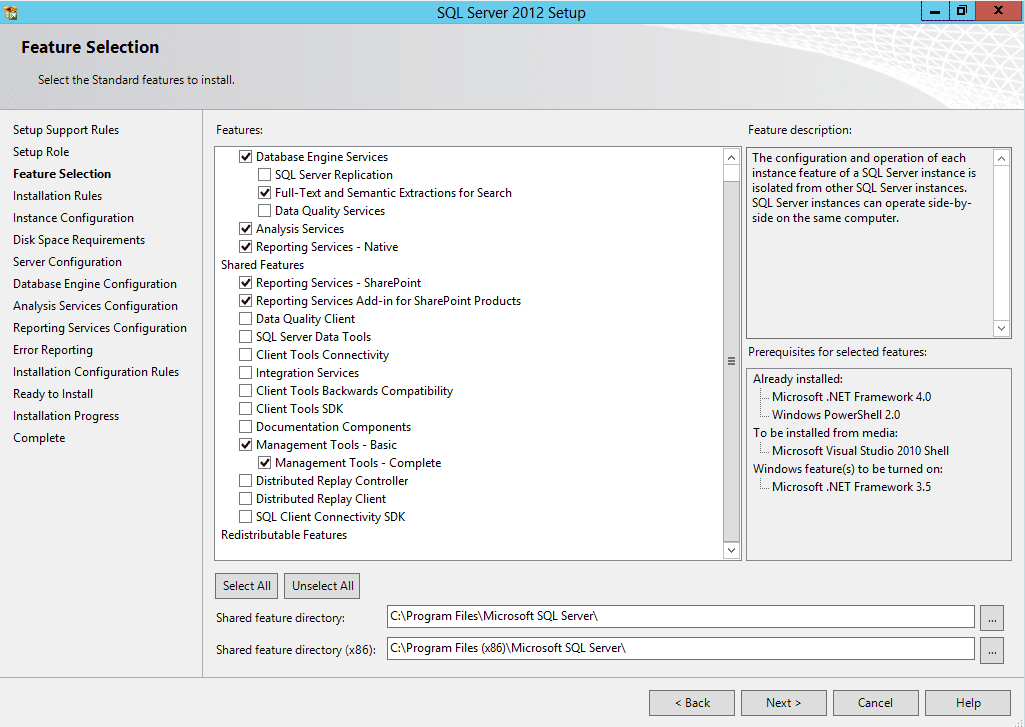 SQL Server 2012 Setup
Feature Selection
Select the Standard features to install.
Setup Support Rules
Setup Role
Feature Selection
Installation Rules
Instance Configuration
Disk Space Requirements
Server Configuration
Database Engine Configuration
Analysis Services Configuration
Reporting Services Configuration
Error Reporting
Installation Configuration Rules
Ready to Install
Installation Progress
Complete
Features:
Database Engine Services
SQL Server Replication
Full-Text and Semantic Extractions for Search
Data Quality Services
Analysis Services
Reporting Services - Native
Shared Features
Reporting Services - SharePoint
Reporting Services Add-in for SharePoint Products
Data Quality Client
SQL Server Data Tools
Client Tools Connectivity
Integration Services
Client Tools Backwards Compatibility
Client Tools SDK
Documentation Components
Management Tools - Basic
Management Tools - Complete
Distributed Replay Controller
Distributed Replay Client
SQL Client Connectivity SDK
Redistributable Features
Feature description:
The configuration and operation of each
instance feature of a SQL Server instance is
isolated from other SQL Server instances.
SQL Server instances can operate side-by-
side on the same computer.
Prerequisites for selected features:
Already installed:
Microsoft .NET Framework 4.0
Windows PowerShell 2.0
To be installed from media:
Microsoft Visual Studio 2010 Shell
Windows feature(s) to be turned on:
Microsoft .NET Framework 3.5
Select All
Unselect All
Shared feature directory:
C:\Program Files\Microsoft SQL Server\
...
Shared feature directory (x86):
C:\Program Files (x86)\Microsoft SQL Server\
...
< Back
Next >
Cancel
Help